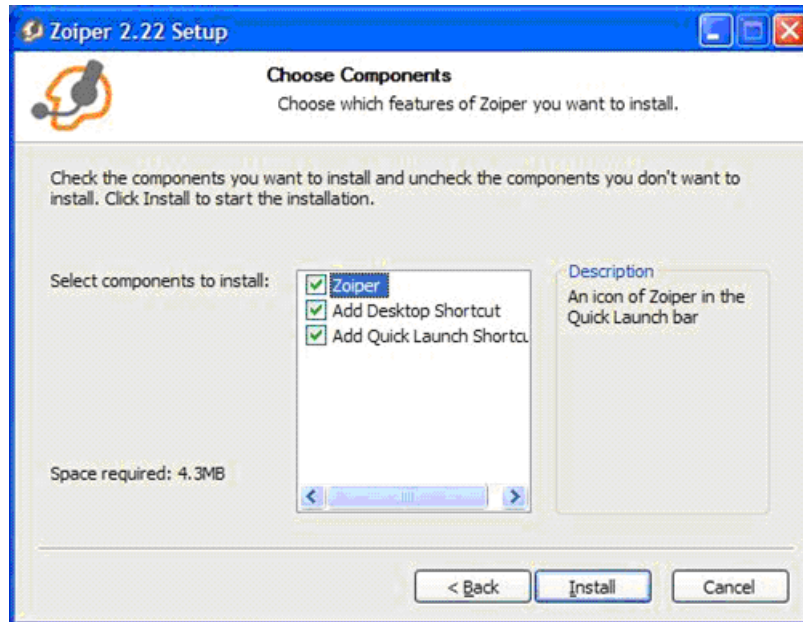 Zoiper 2.22 Setup
Choose Components
Choose which features of Zoiper you want to install.
Check the components you want to install and uncheck the components you don't want to
install. Click Install to start the installation.
Select components to install:
Zoiper
Add Desktop Shortcut
Add Quick Launch Shortcu
Description
An icon of Zoiper in the
Quick Launch bar
Space required: 4.3MB
< Back
Install
Cancel